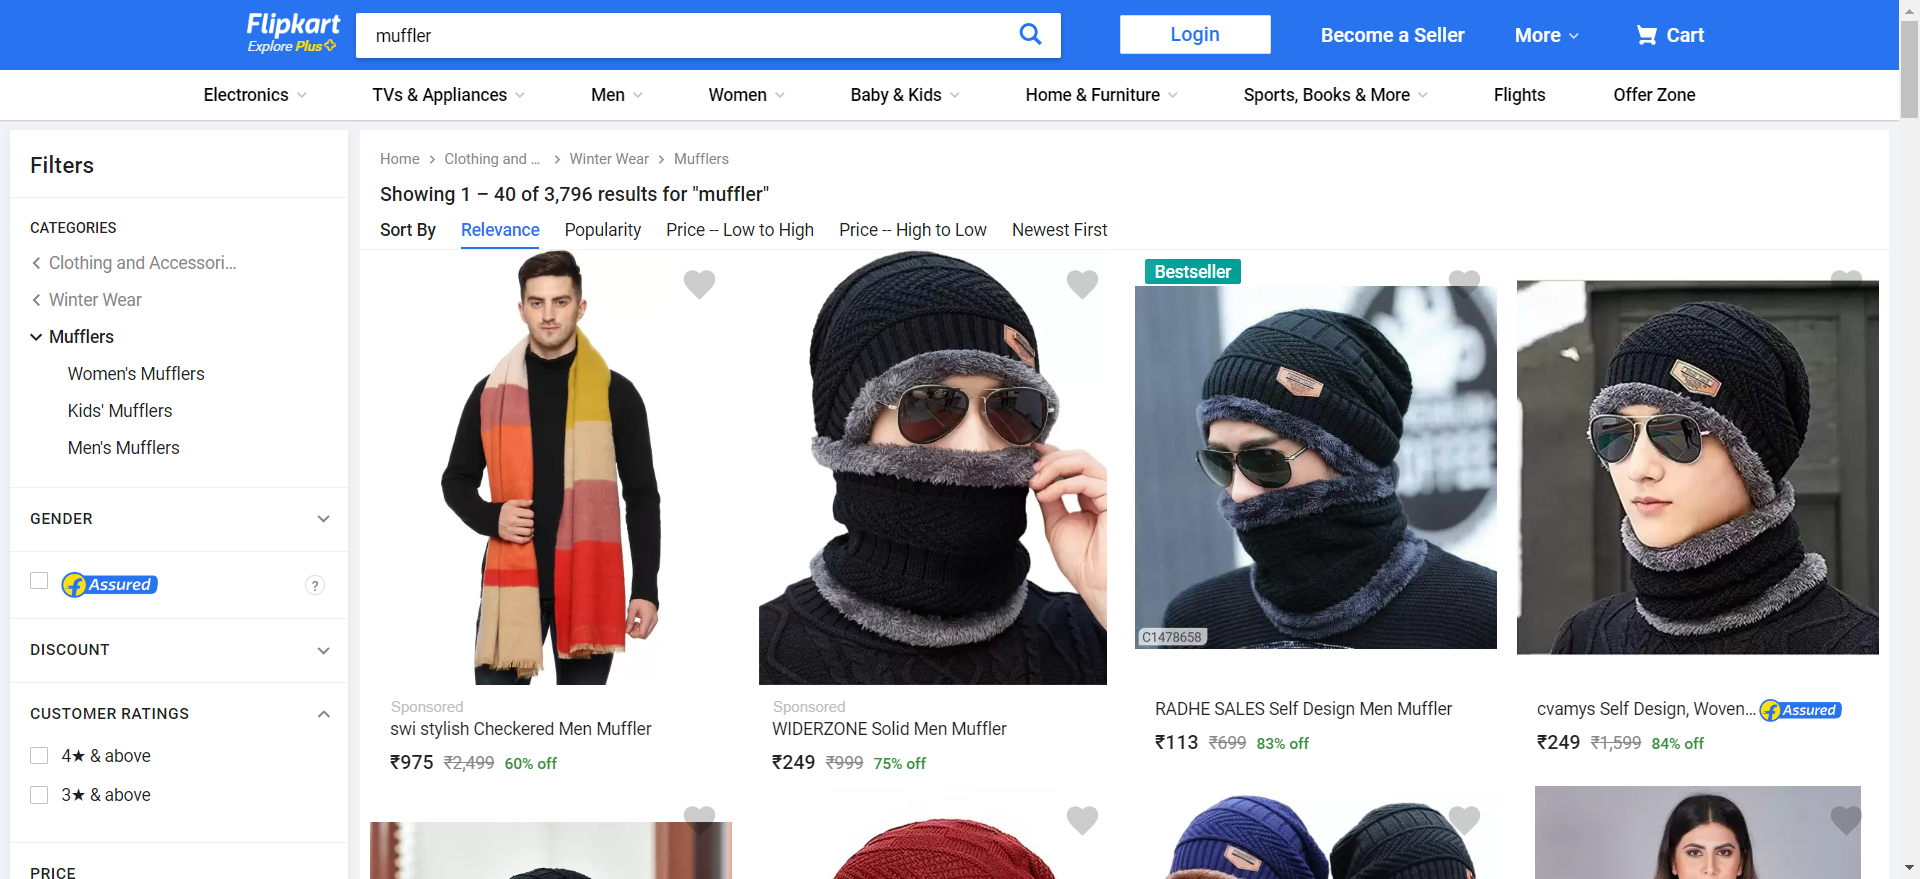 Flipkart
Explore Plus
muffler
Login
Become a Seller
More
Cart
Electronics
TVs & Appliances
Men
Women
Baby & Kids
Home & Furniture
Sports, Books & More
Flights
Offer Zone
Filters
CATEGORIES
Clothing and Accessori...
Winter Wear
Mufflers
Women's Mufflers
Kids' Mufflers
Men's Mufflers
GENDER
Assured
?
DISCOUNT
CUSTOMER RATINGS
4★ & above
3★ & above
PRICE
Home > Clothing and ... > Winter Wear > Mufflers
Showing 1 – 40 of 3,796 results for "muffler"
Sort By Relevance Popularity Price -- Low to High Price -- High to Low Newest First
Sponsored
swi stylish Checkered Men Muffler
₹975 ₹2,499 60% off
Sponsored
WIDERZONE Solid Men Muffler
₹249 ₹999 75% off
Bestseller
C1478658
RADHE SALES Self Design Men Muffler
₹113 ₹699 83% off
cvamys Self Design, Woven... Assured
₹249 ₹1,599 84% off